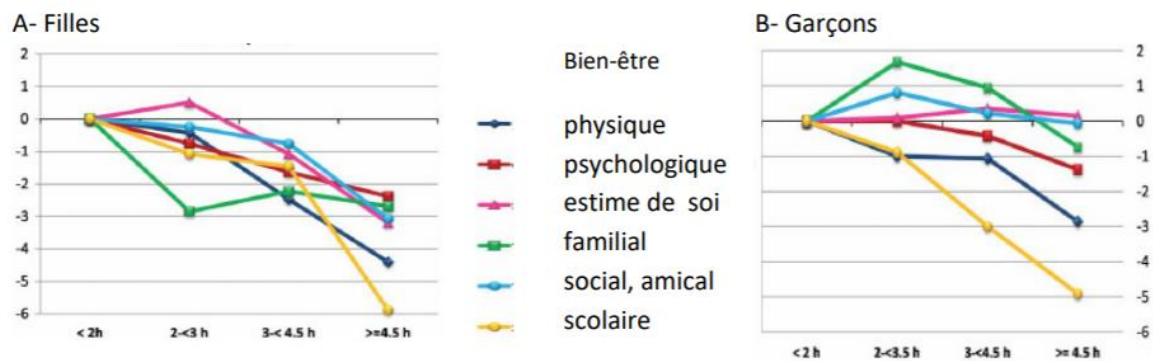 A- Filles
2
1
0
-1
-2
-3
-4
-5
-6
< 2h
2-<3 h
3-< 4.5 h
>=4.5 h
Bien-être
physique
psychologique
estime de soi
familial
social, amical
scolaire
B- Garçons
2
1
0
-1
-2
-3
-4
-5
-6
< 2 h
2-<3.5 h
3-<4.5 h
>= 4.5 h